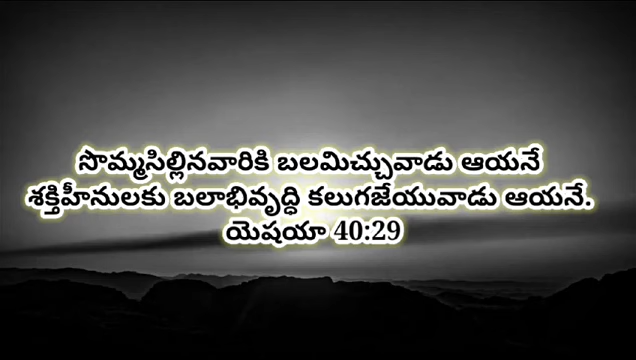 సొమ్మసిల్లినవారికి బలమిచ్చువాడు ఆయనే
శక్తిహీనులకు బలాభివృద్ధి కలుగజేయువాడు ఆయనే.
యెషయా 40:29